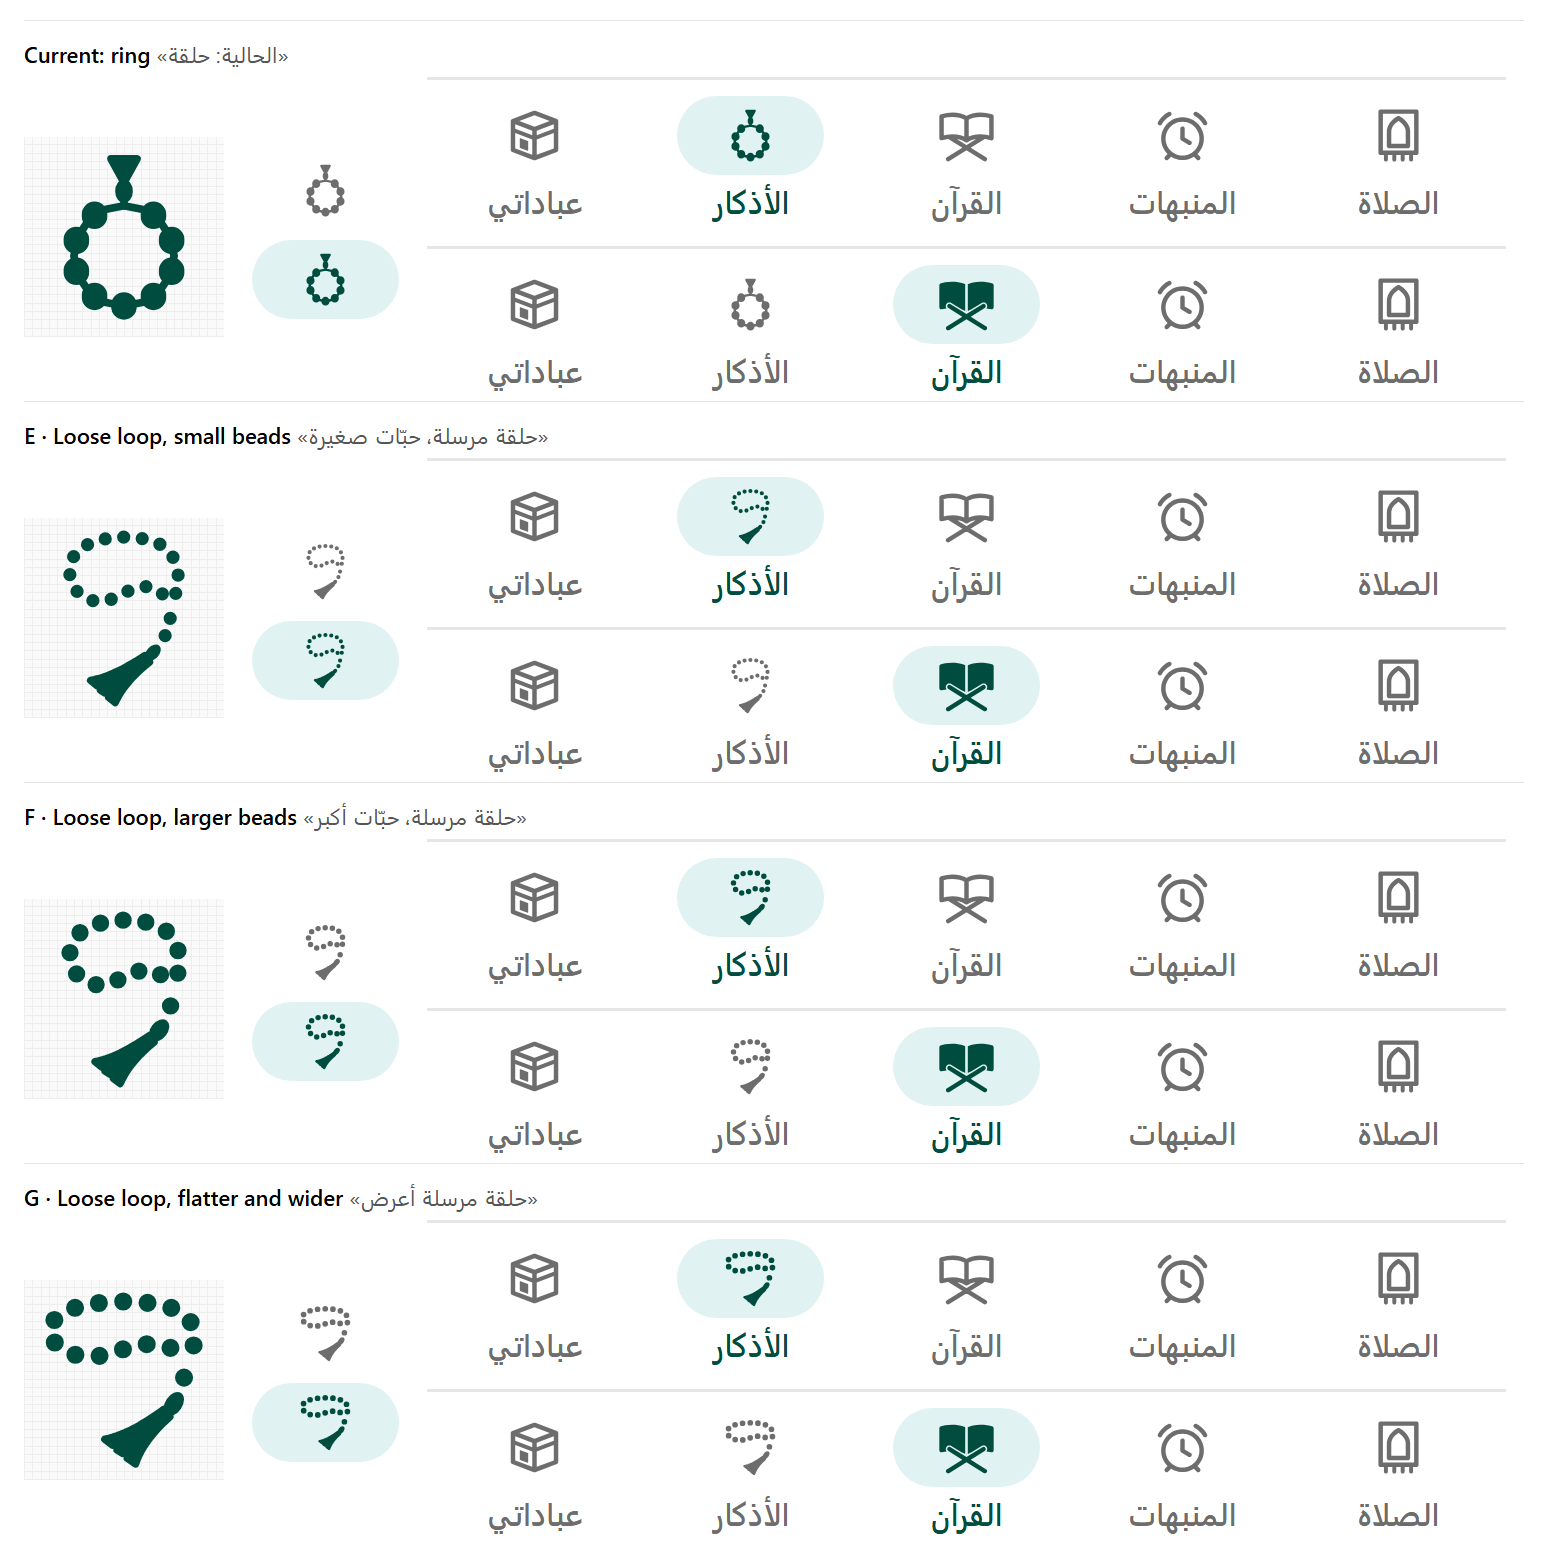 Current: ring «الحالية: حلقة»
الصلاة المنبهات القرآن الأذكار عباداتي
الصلاة المنبهات القرآن الأذكار عباداتي
E · Loose loop, small beads «حلقة مرسلة، حبّات صغيرة»
الصلاة المنبهات القرآن الأذكار عباداتي
الصلاة المنبهات القرآن الأذكار عباداتي
F · Loose loop, larger beads «حلقة مرسلة، حبّات أكبر»
الصلاة المنبهات القرآن الأذكار عباداتي
الصلاة المنبهات القرآن الأذكار عباداتي
G · Loose loop, flatter and wider «حلقة مرسلة أعرض»
الصلاة المنبهات القرآن الأذكار عباداتي
الصلاة المنبهات القرآن الأذكار عباداتي